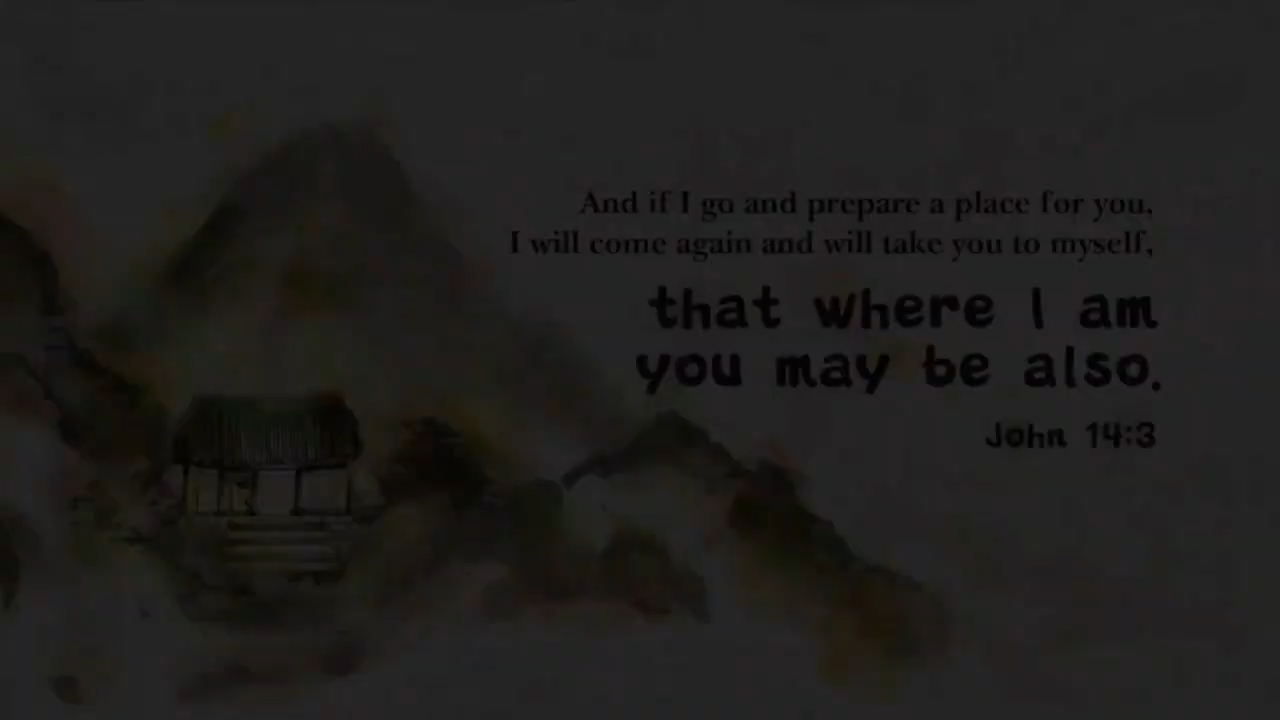 And if I go and prepare a place for you,
I will come again and will take you to myself,
that where I am
you may be also.
John 14:3